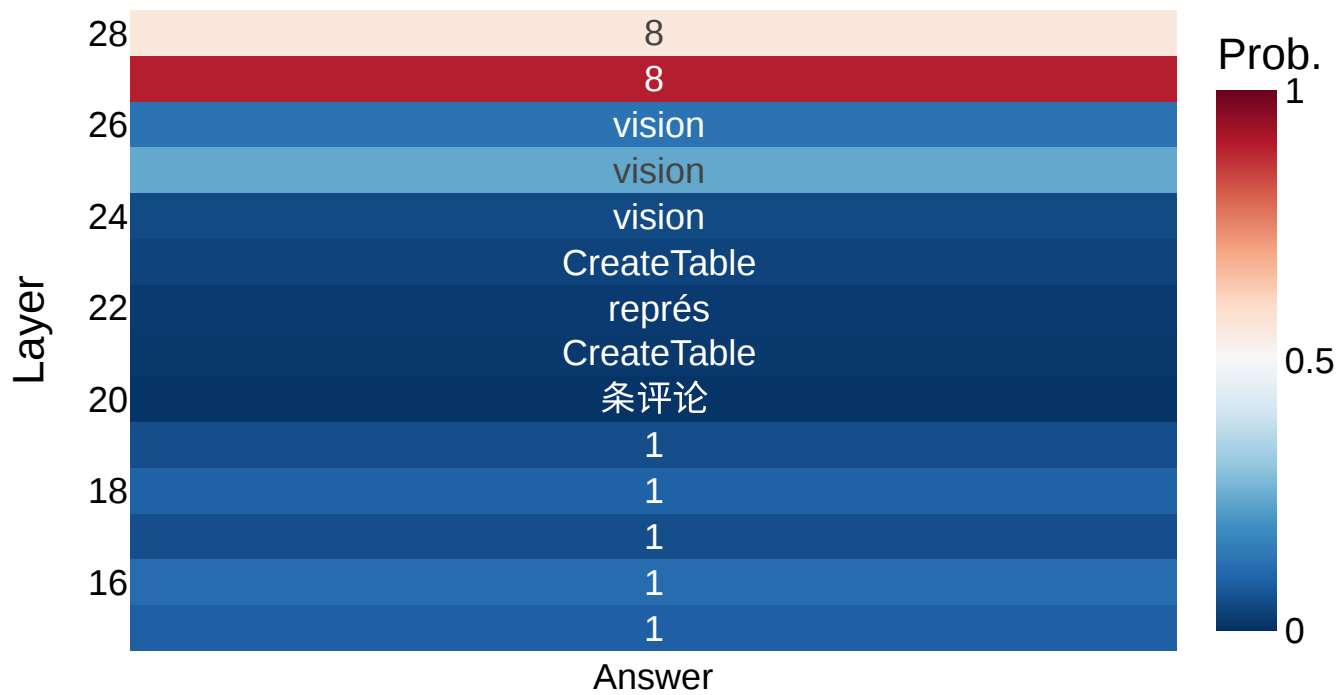 28 8 Prob.
8 1
26 vision
vision
24 vision
CreateTable
22 représ
CreateTable 0.5
20 条评论
1
18 1
1
16 1
1 0
Layer
Answer